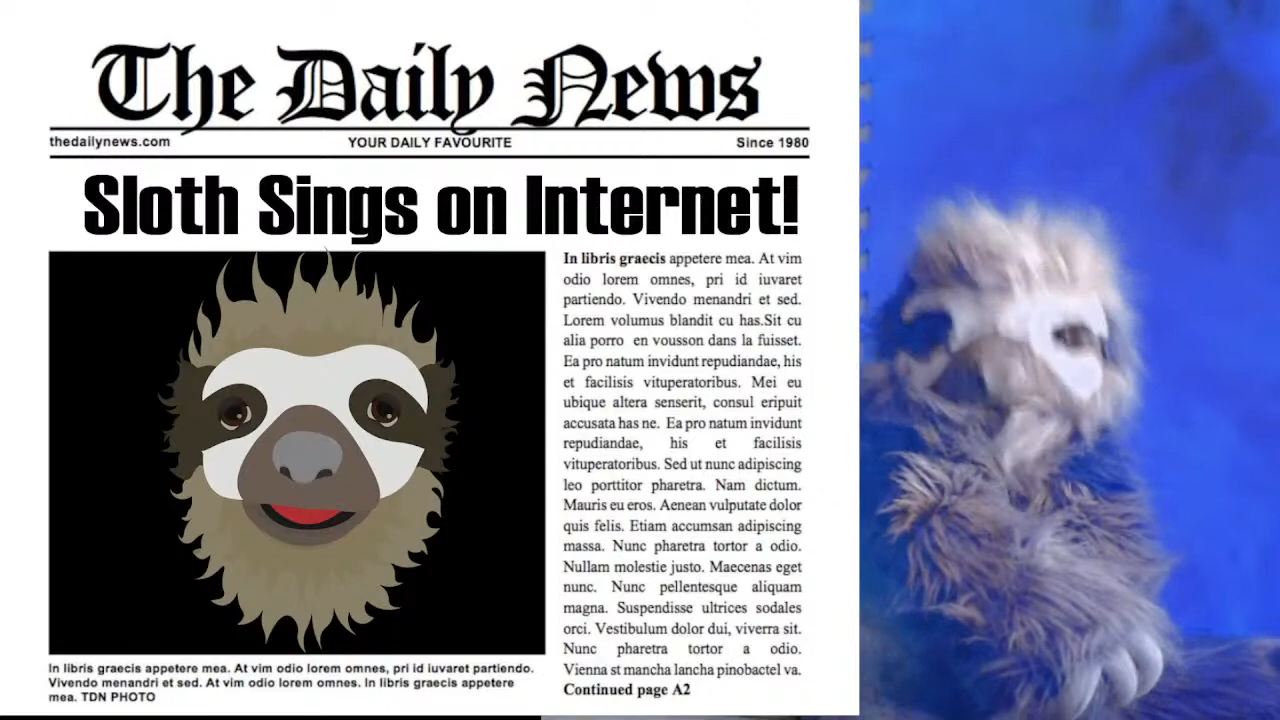 The Daily News
thedailynews.com YOUR DAILY FAVOURITE Since 1980
Sloth Sings on Internet!
In libris graecis appetere mea. At vim
odio lorem omnes, pri id iuvaret
partiendo. Vivendo menandri et sed.
Lorem volumus blandit cu has.Sit cu
alia porro en vousson dans la fuisset.
Ea pro natum invidunt repudiandae, his
et facilisis vituperatoribus. Mei eu
ubique altera senserit, consul eripuit
accusata has ne. Ea pro natum invidunt
repudiandae, his et facilisis
vituperatoribus. Sed ut nunc adipiscing
leo porttitor pharetra. Nam dictum.
Mauris eu eros. Aenean vulputate dolor
quis felis. Etiam accumsan adipiscing
massa. Nunc pharetra tortor a odio.
Nullam molestie justo. Maecenas eget
nunc. Nunc pellentesque aliquam
magna. Suspendisse ultrices sodales
orci. Vestibulum dolor dui, viverra sit.
Nunc pharetra tortor a odio.
Vienna st mancha lancha pinobactel va.
Continued page A2
In libris graecis appetere mea. At vim odio lorem omnes, pri id iuvaret partiendo.
Vivendo menandri et sed. At vim odio lorem omnes. In libris graecis appetere
mea. TDN PHOTO